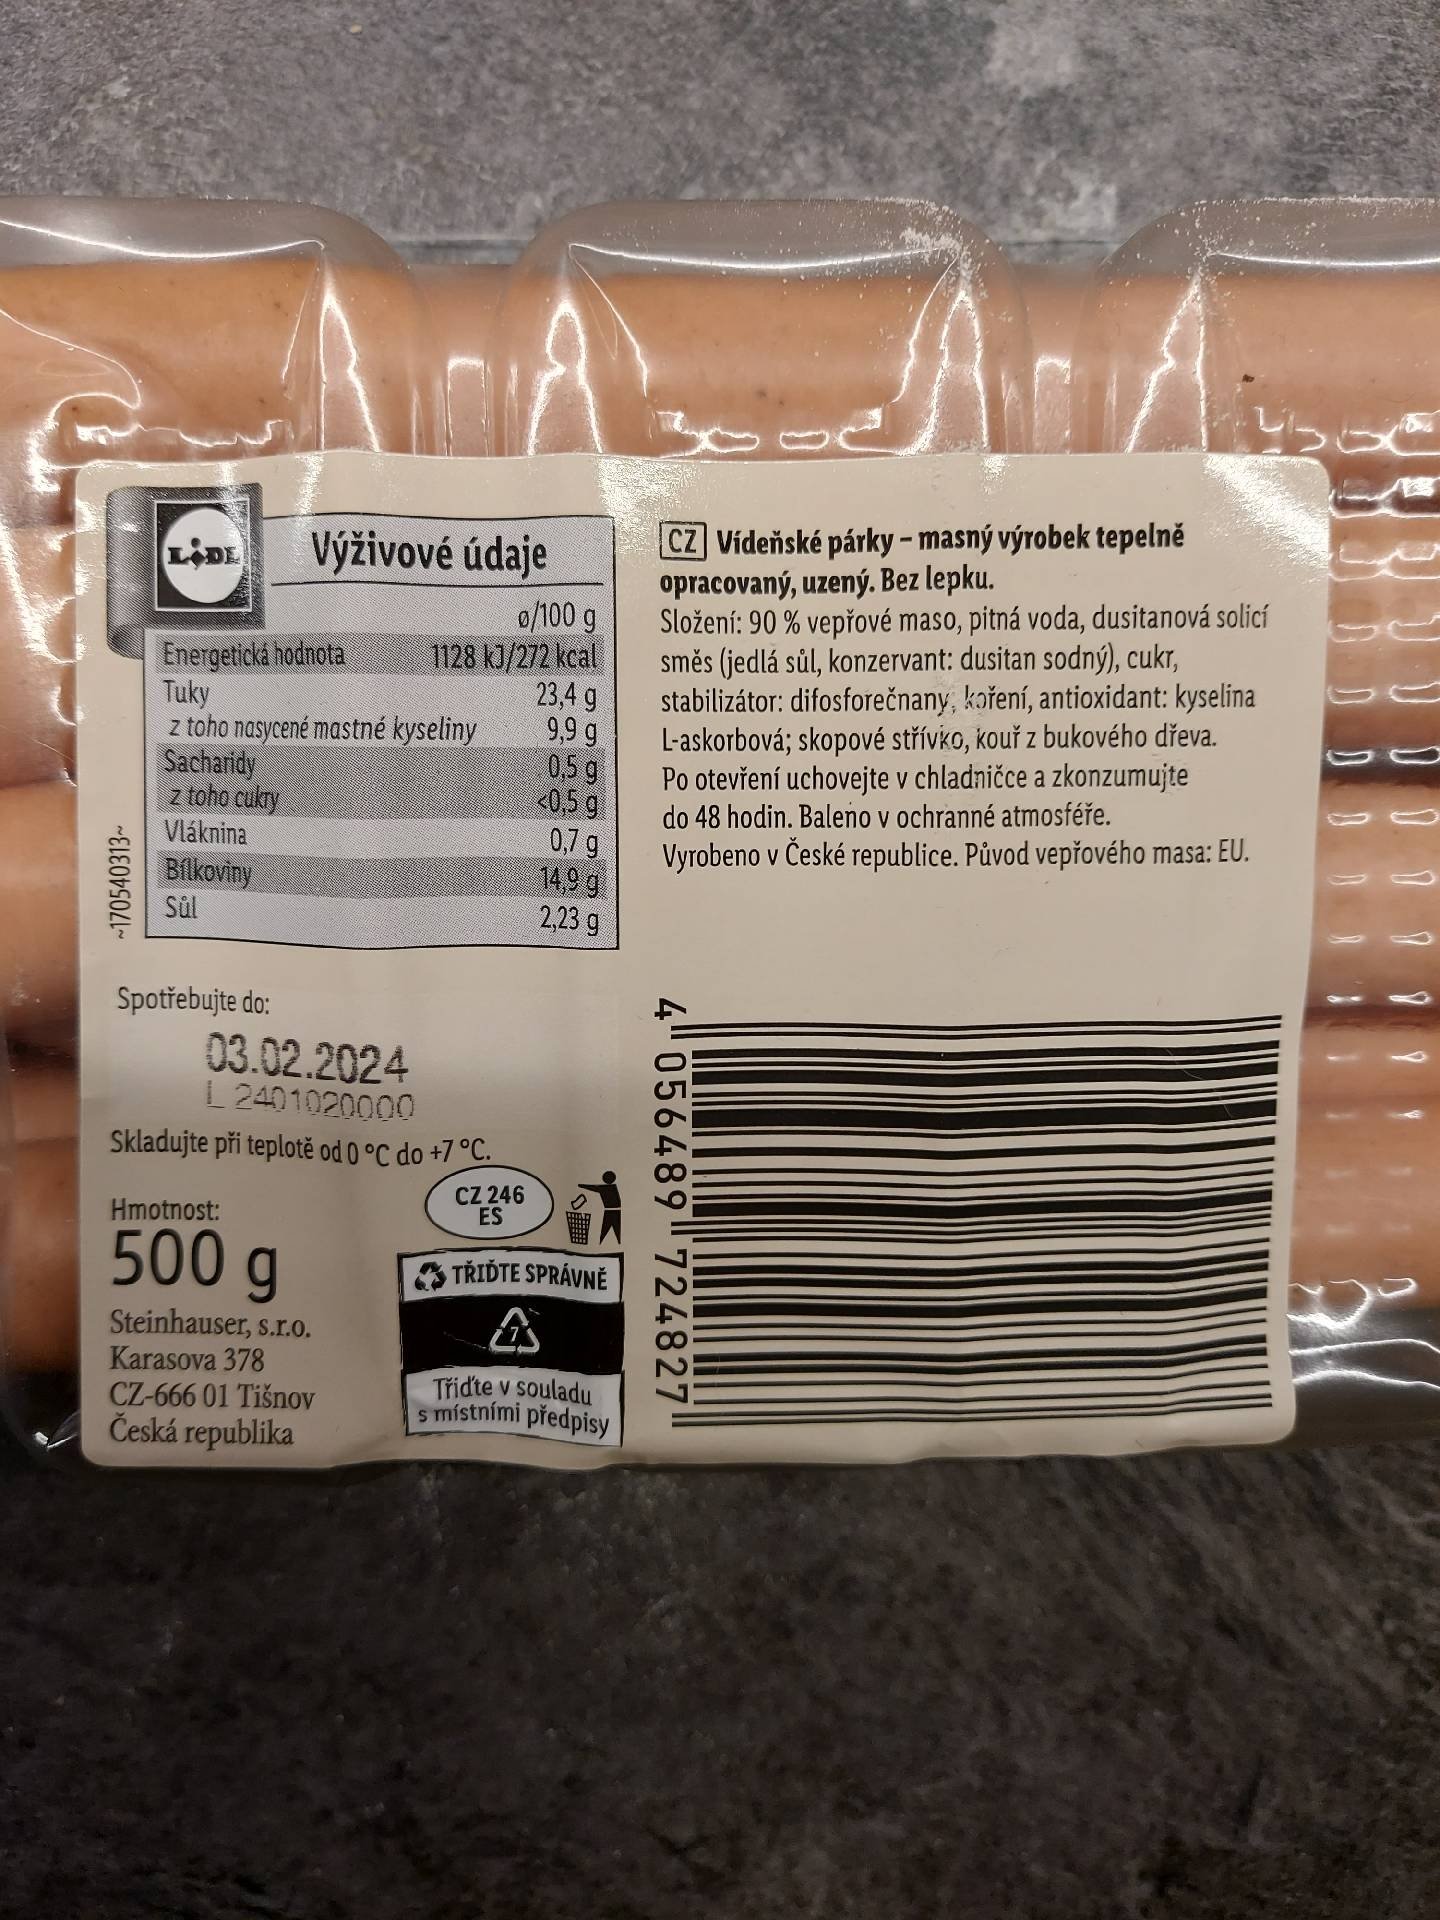 LIDL
Výživové údaje
ø/100 g
Energetická hodnota 1128 kJ/272 kcal
Tuky 23,4 g
z toho nasycené mastné kyseliny 9,9 g
Sacharidy 0,5 g
z toho cukry <0,5 g
Vláknina 0,7 g
Bílkoviny 14,9 g
Sůl 2,23 g
~170540313~
Spotřebujte do:
03.02.2024
L 2401020000
Skladujte při teplotě od 0 °C do +7 °C.
Hmotnost:
500 g
Steinhauser, s.r.o.
Karasova 378
CZ-666 01 Tišnov
Česká republika
CZ 246
ES
TŘIĎTE SPRÁVNĚ
7
Třiďte v souladu
s místními předpisy
CZ Vídeňské párky – masný výrobek tepelně
opracovaný, uzený. Bez lepku.
Složení: 90 % vepřové maso, pitná voda, dusitanová solicí
směs (jedlá sůl, konzervant: dusitan sodný), cukr,
stabilizátor: difosforečnany; koření, antioxidant: kyselina
L-askorbová; skopové střívko, kouř z bukového dřeva.
Po otevření uchovejte v chladničce a zkonzumujte
do 48 hodin. Baleno v ochranné atmosféře.
Vyrobeno v České republice. Původ vepřového masa: EU.
4 056489 724827